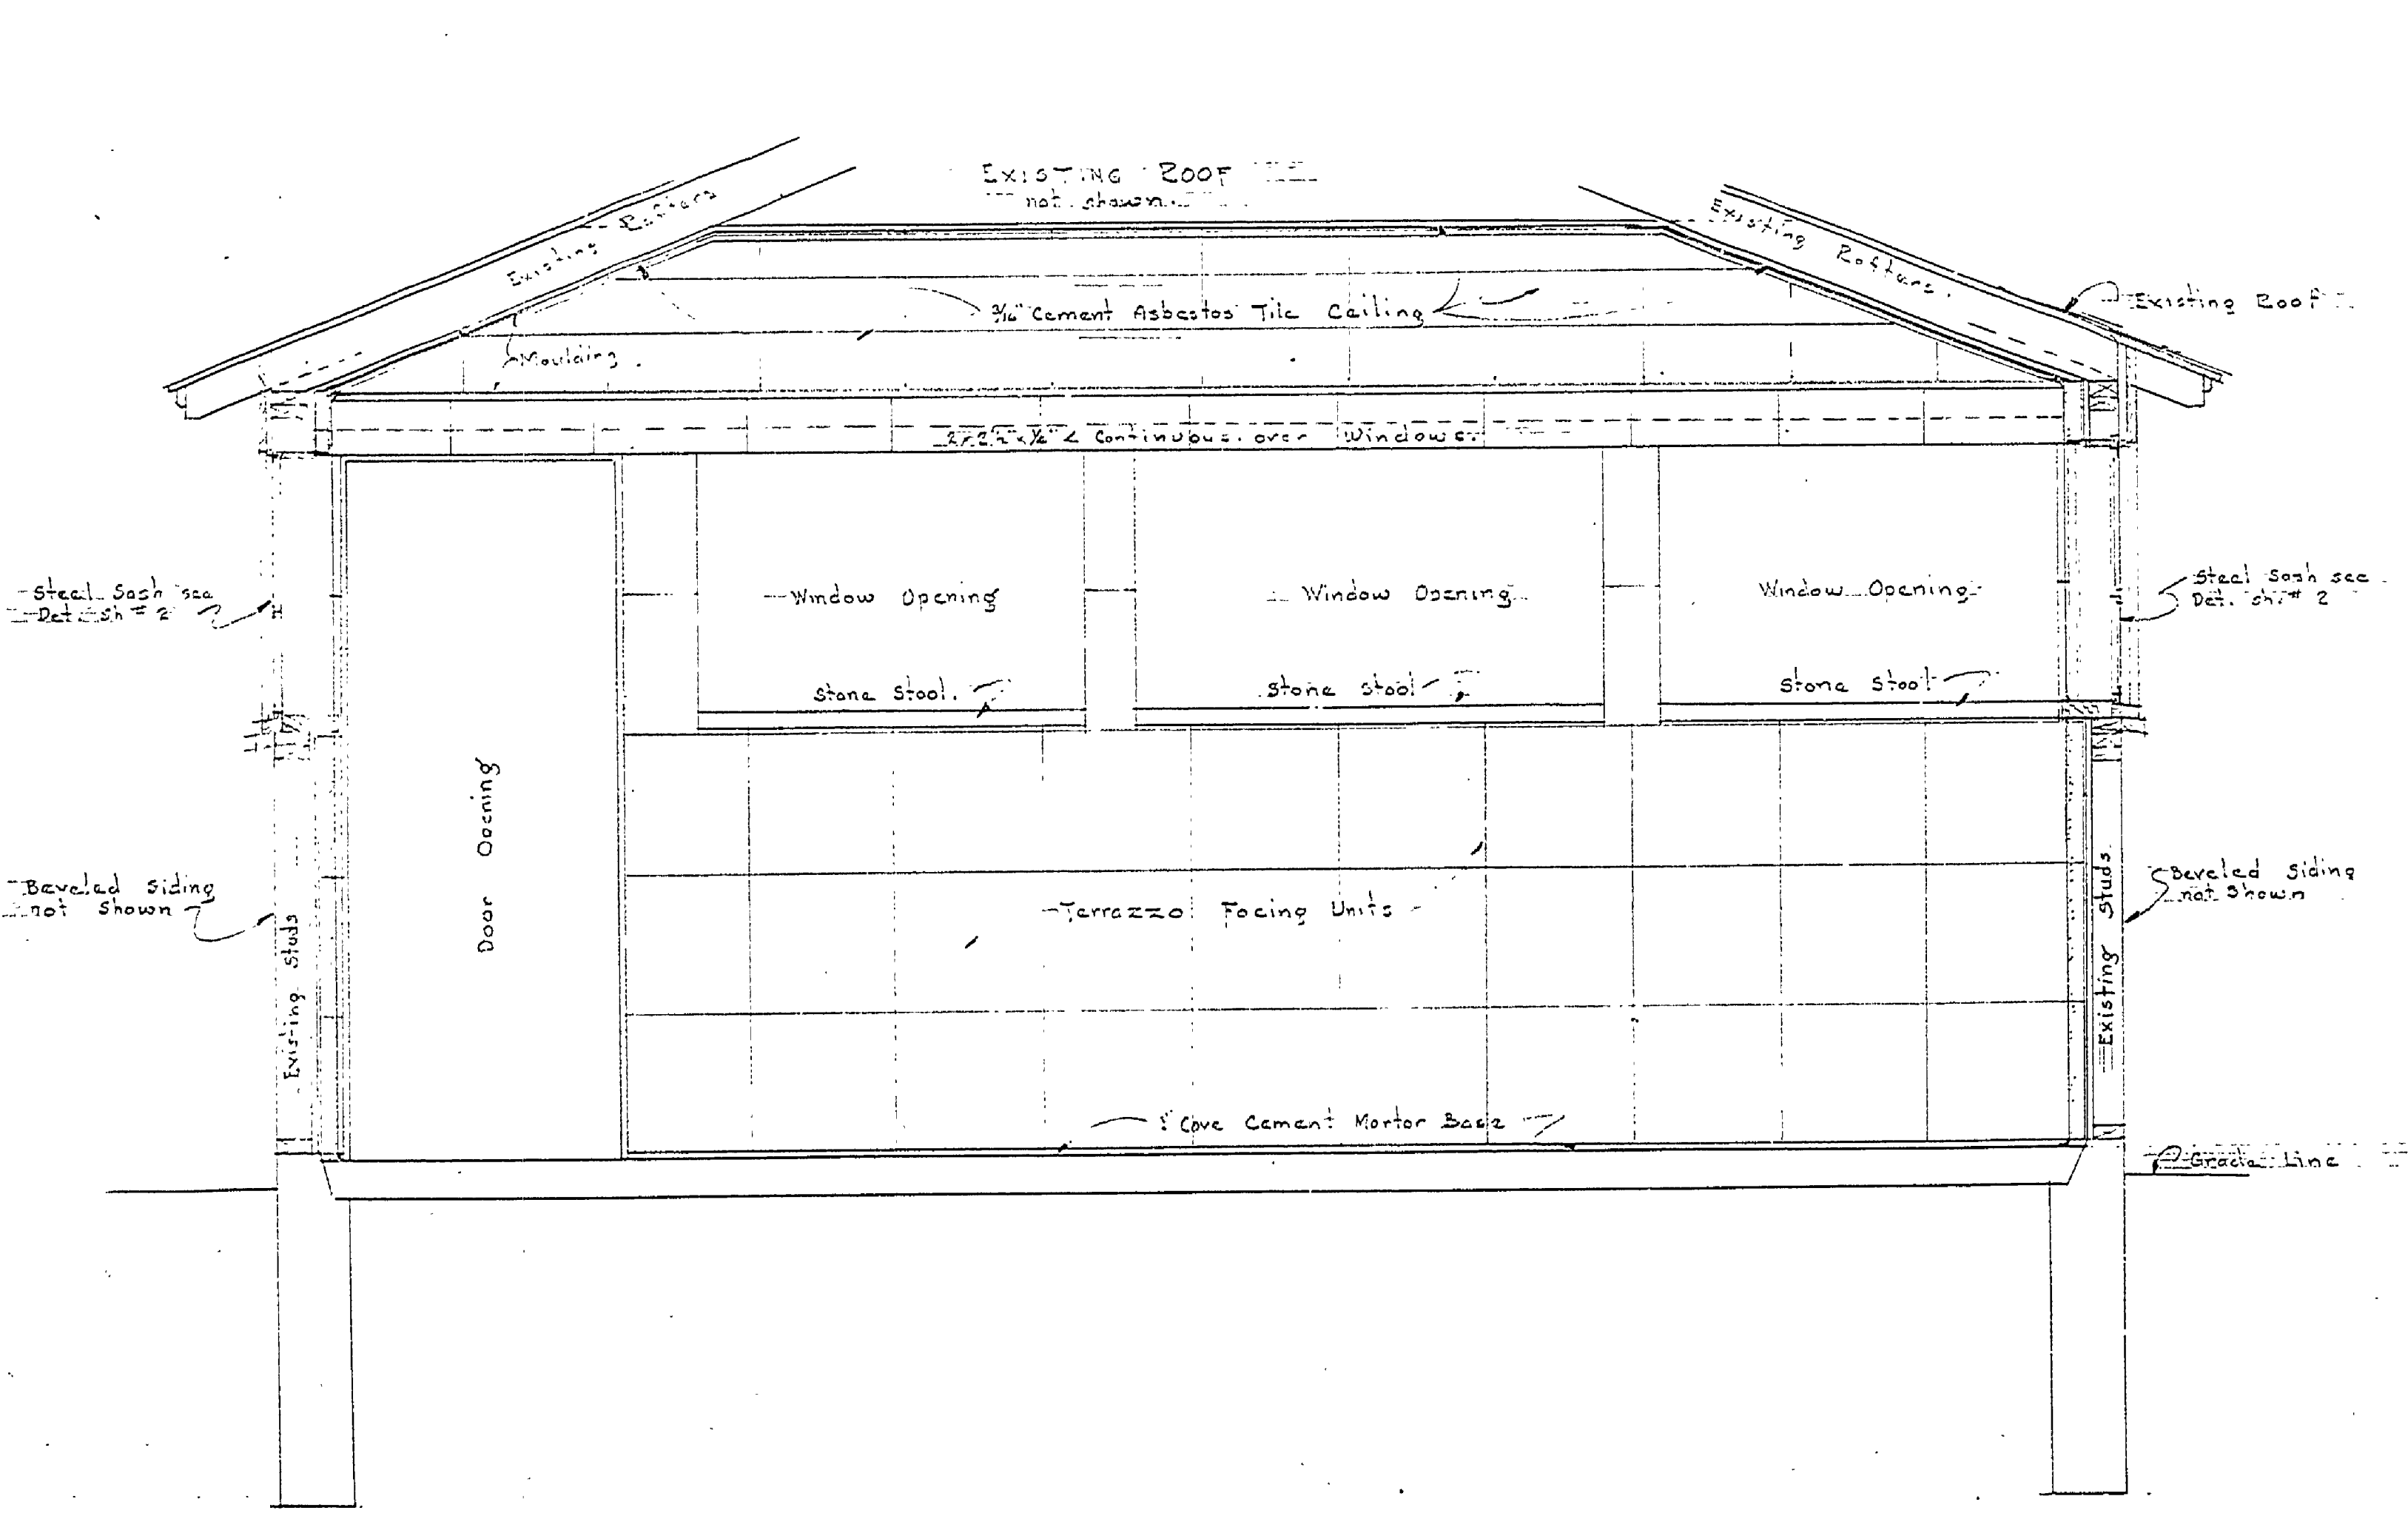 EXISTING ROOF
not shown.
Existing Rafters
Existing Rafters.
Existing Roof
3/16" Cement Asbestos Tile Ceiling
Moulding.
Continuous over Windows.
Steel Sash see
Det. sh # 2
Window Opening
Window Opening
Window Opening
Steel Sash see
Det. sh. # 2
Stone Stool.
Stone Stool
Stone Stool
Door Opening
Beveled Siding
not Shown
Existing Studs
Terrazzo Facing Units
Existing Studs
Beveled Siding
not Shown
Cove Cement Mortor Base
Grade Line